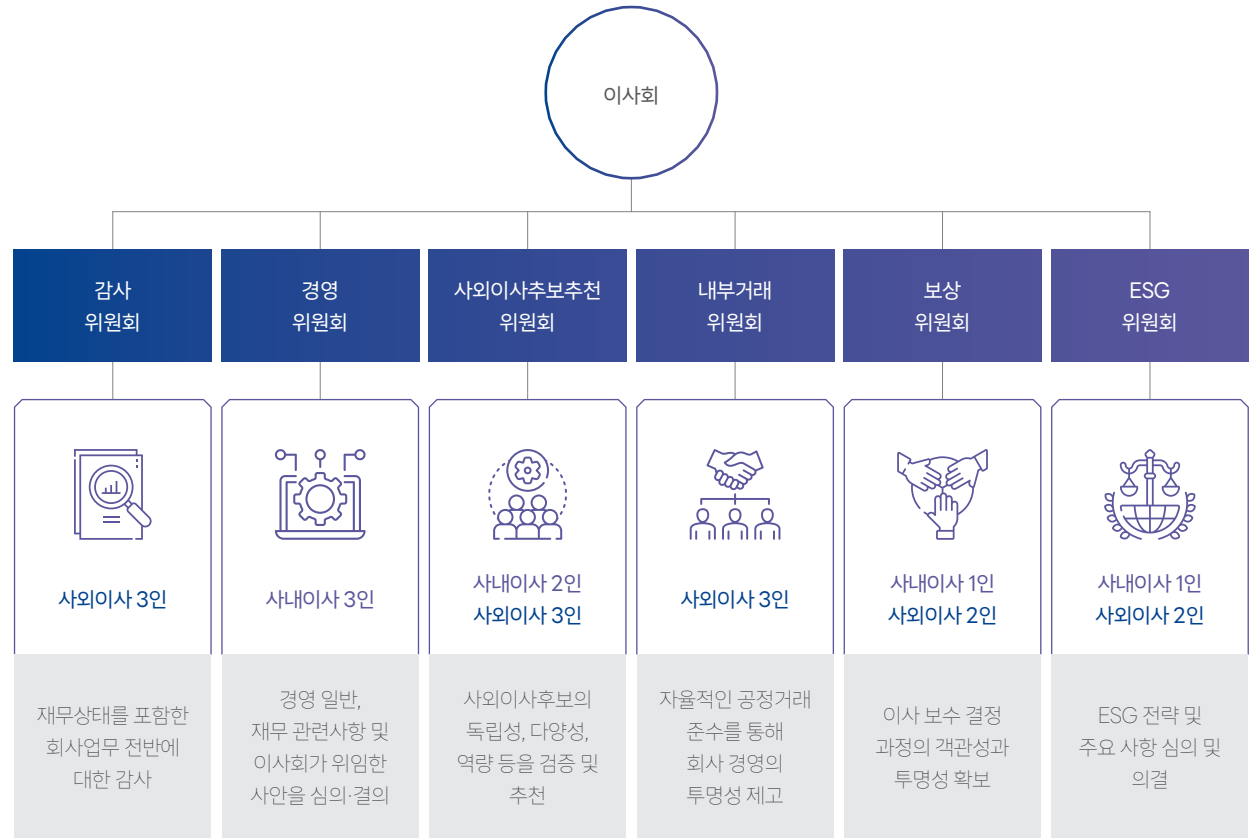 이사회
감사
위원회
경영
위원회
사외이사추보추천
위원회
내부거래
위원회
보상
위원회
ESG
위원회
사외이사 3인
사내이사 3인
사내이사 2인
사외이사 3인
사외이사 3인
사내이사 1인
사외이사 2인
사내이사 1인
사외이사 2인
재무상태를 포함한
회사업무 전반에
대한 감사
경영 일반,
재무 관련사항 및
이사회가 위임한
사안을 심의·결의
사외이사후보의
독립성, 다양성,
역량 등을 검증 및
추천
자율적인 공정거래
준수를 통해
회사 경영의
투명성 제고
이사 보수 결정
과정의 객관성과
투명성 확보
ESG 전략 및
주요 사항 심의 및
의결